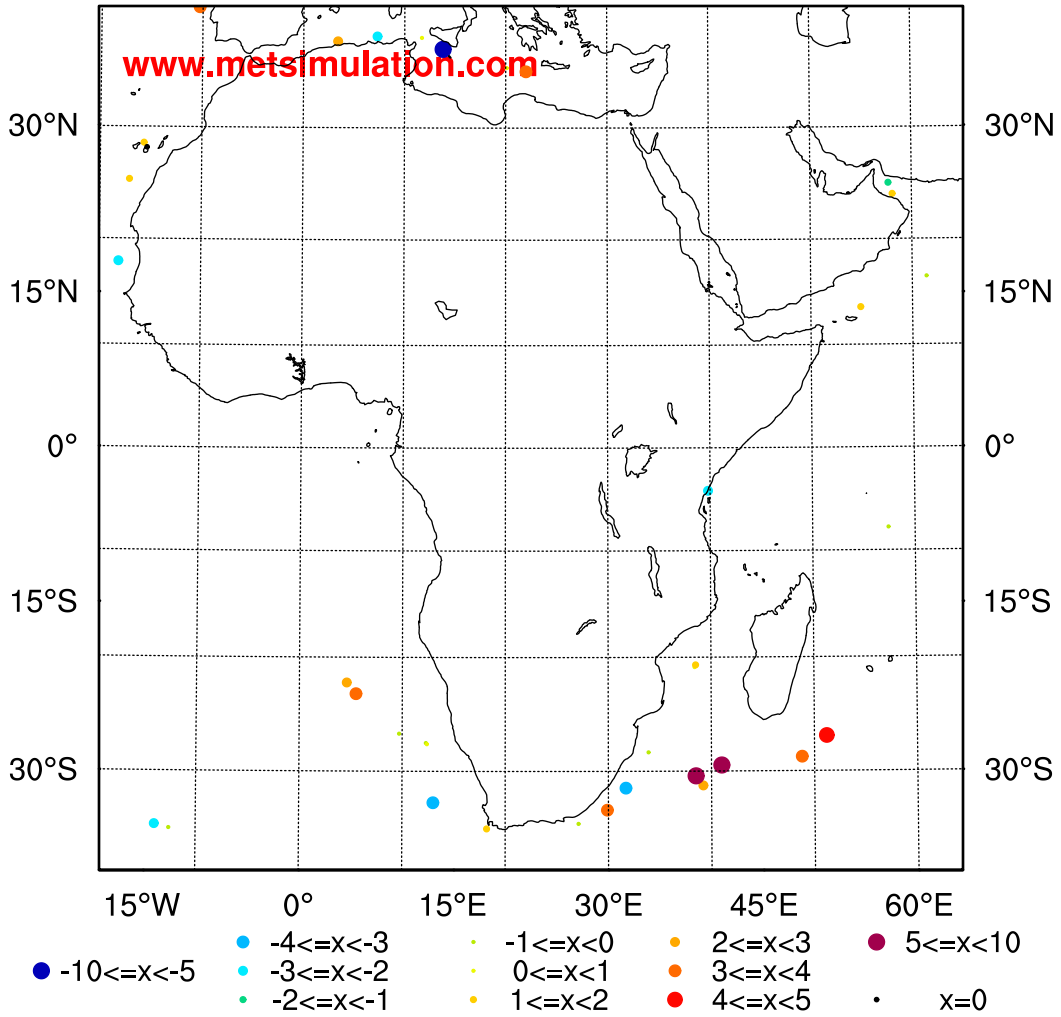 www.metsimulation.com
30°N 30°N
15°N 15°N
0° 0°
15°S 15°S
30°S 30°S
15°W 0° 15°E 30°E 45°E 60°E
-4<=x<-3 -1<=x<0 2<=x<3 5<=x<10
-10<=x<-5 -3<=x<-2 0<=x<1 3<=x<4
-2<=x<-1 1<=x<2 4<=x<5 x=0